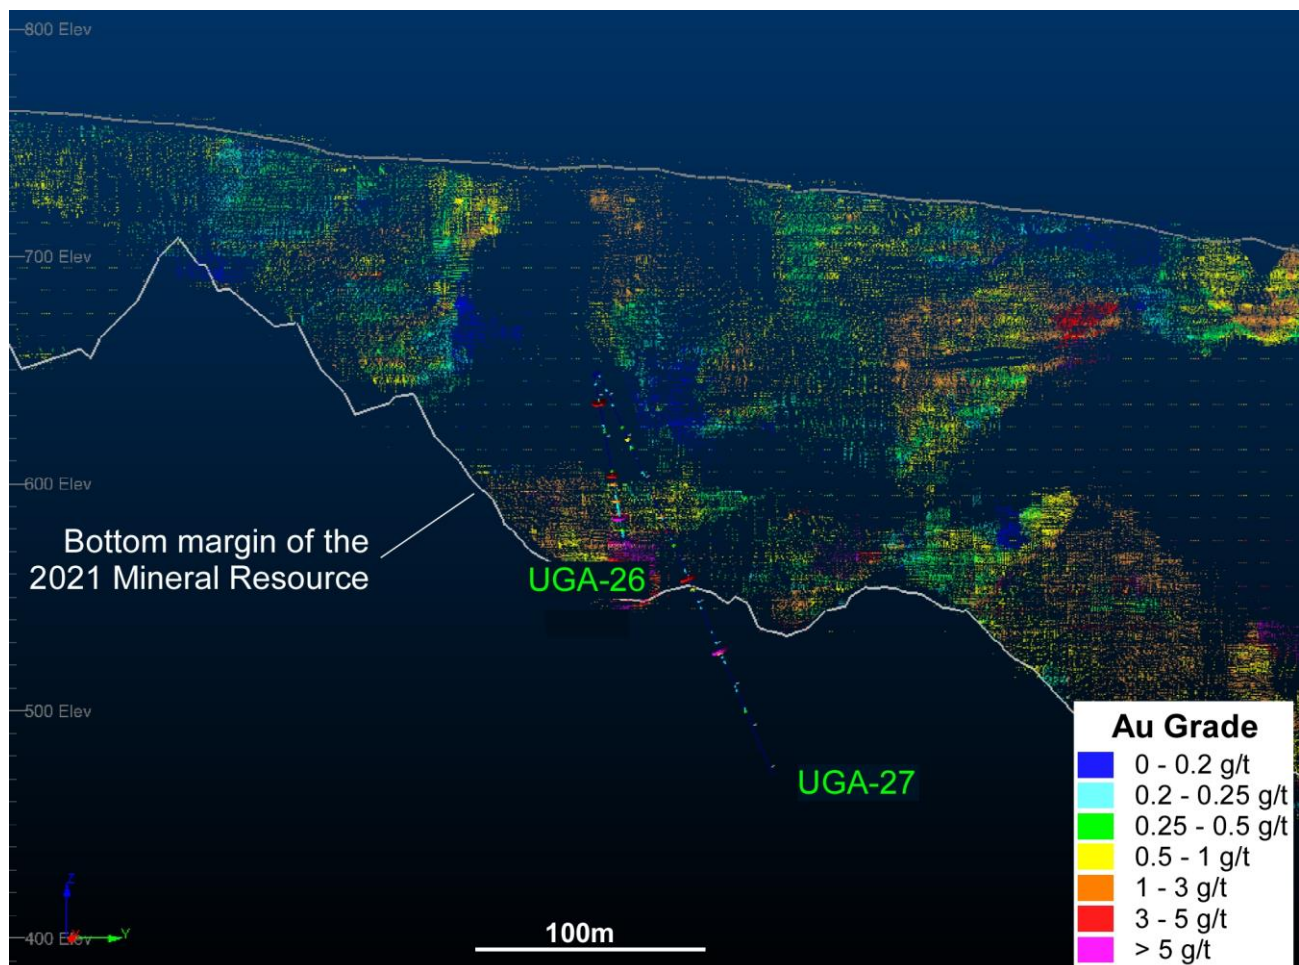 800 Elev
700 Elev
600 Elev
Bottom margin of the
2021 Mineral Resource
UGA-26
500 Elev
UGA-27
Au Grade
0 - 0.2 g/t
0.2 - 0.25 g/t
0.25 - 0.5 g/t
0.5 - 1 g/t
1 - 3 g/t
3 - 5 g/t
> 5 g/t
Z
Y
400 Elev
100m